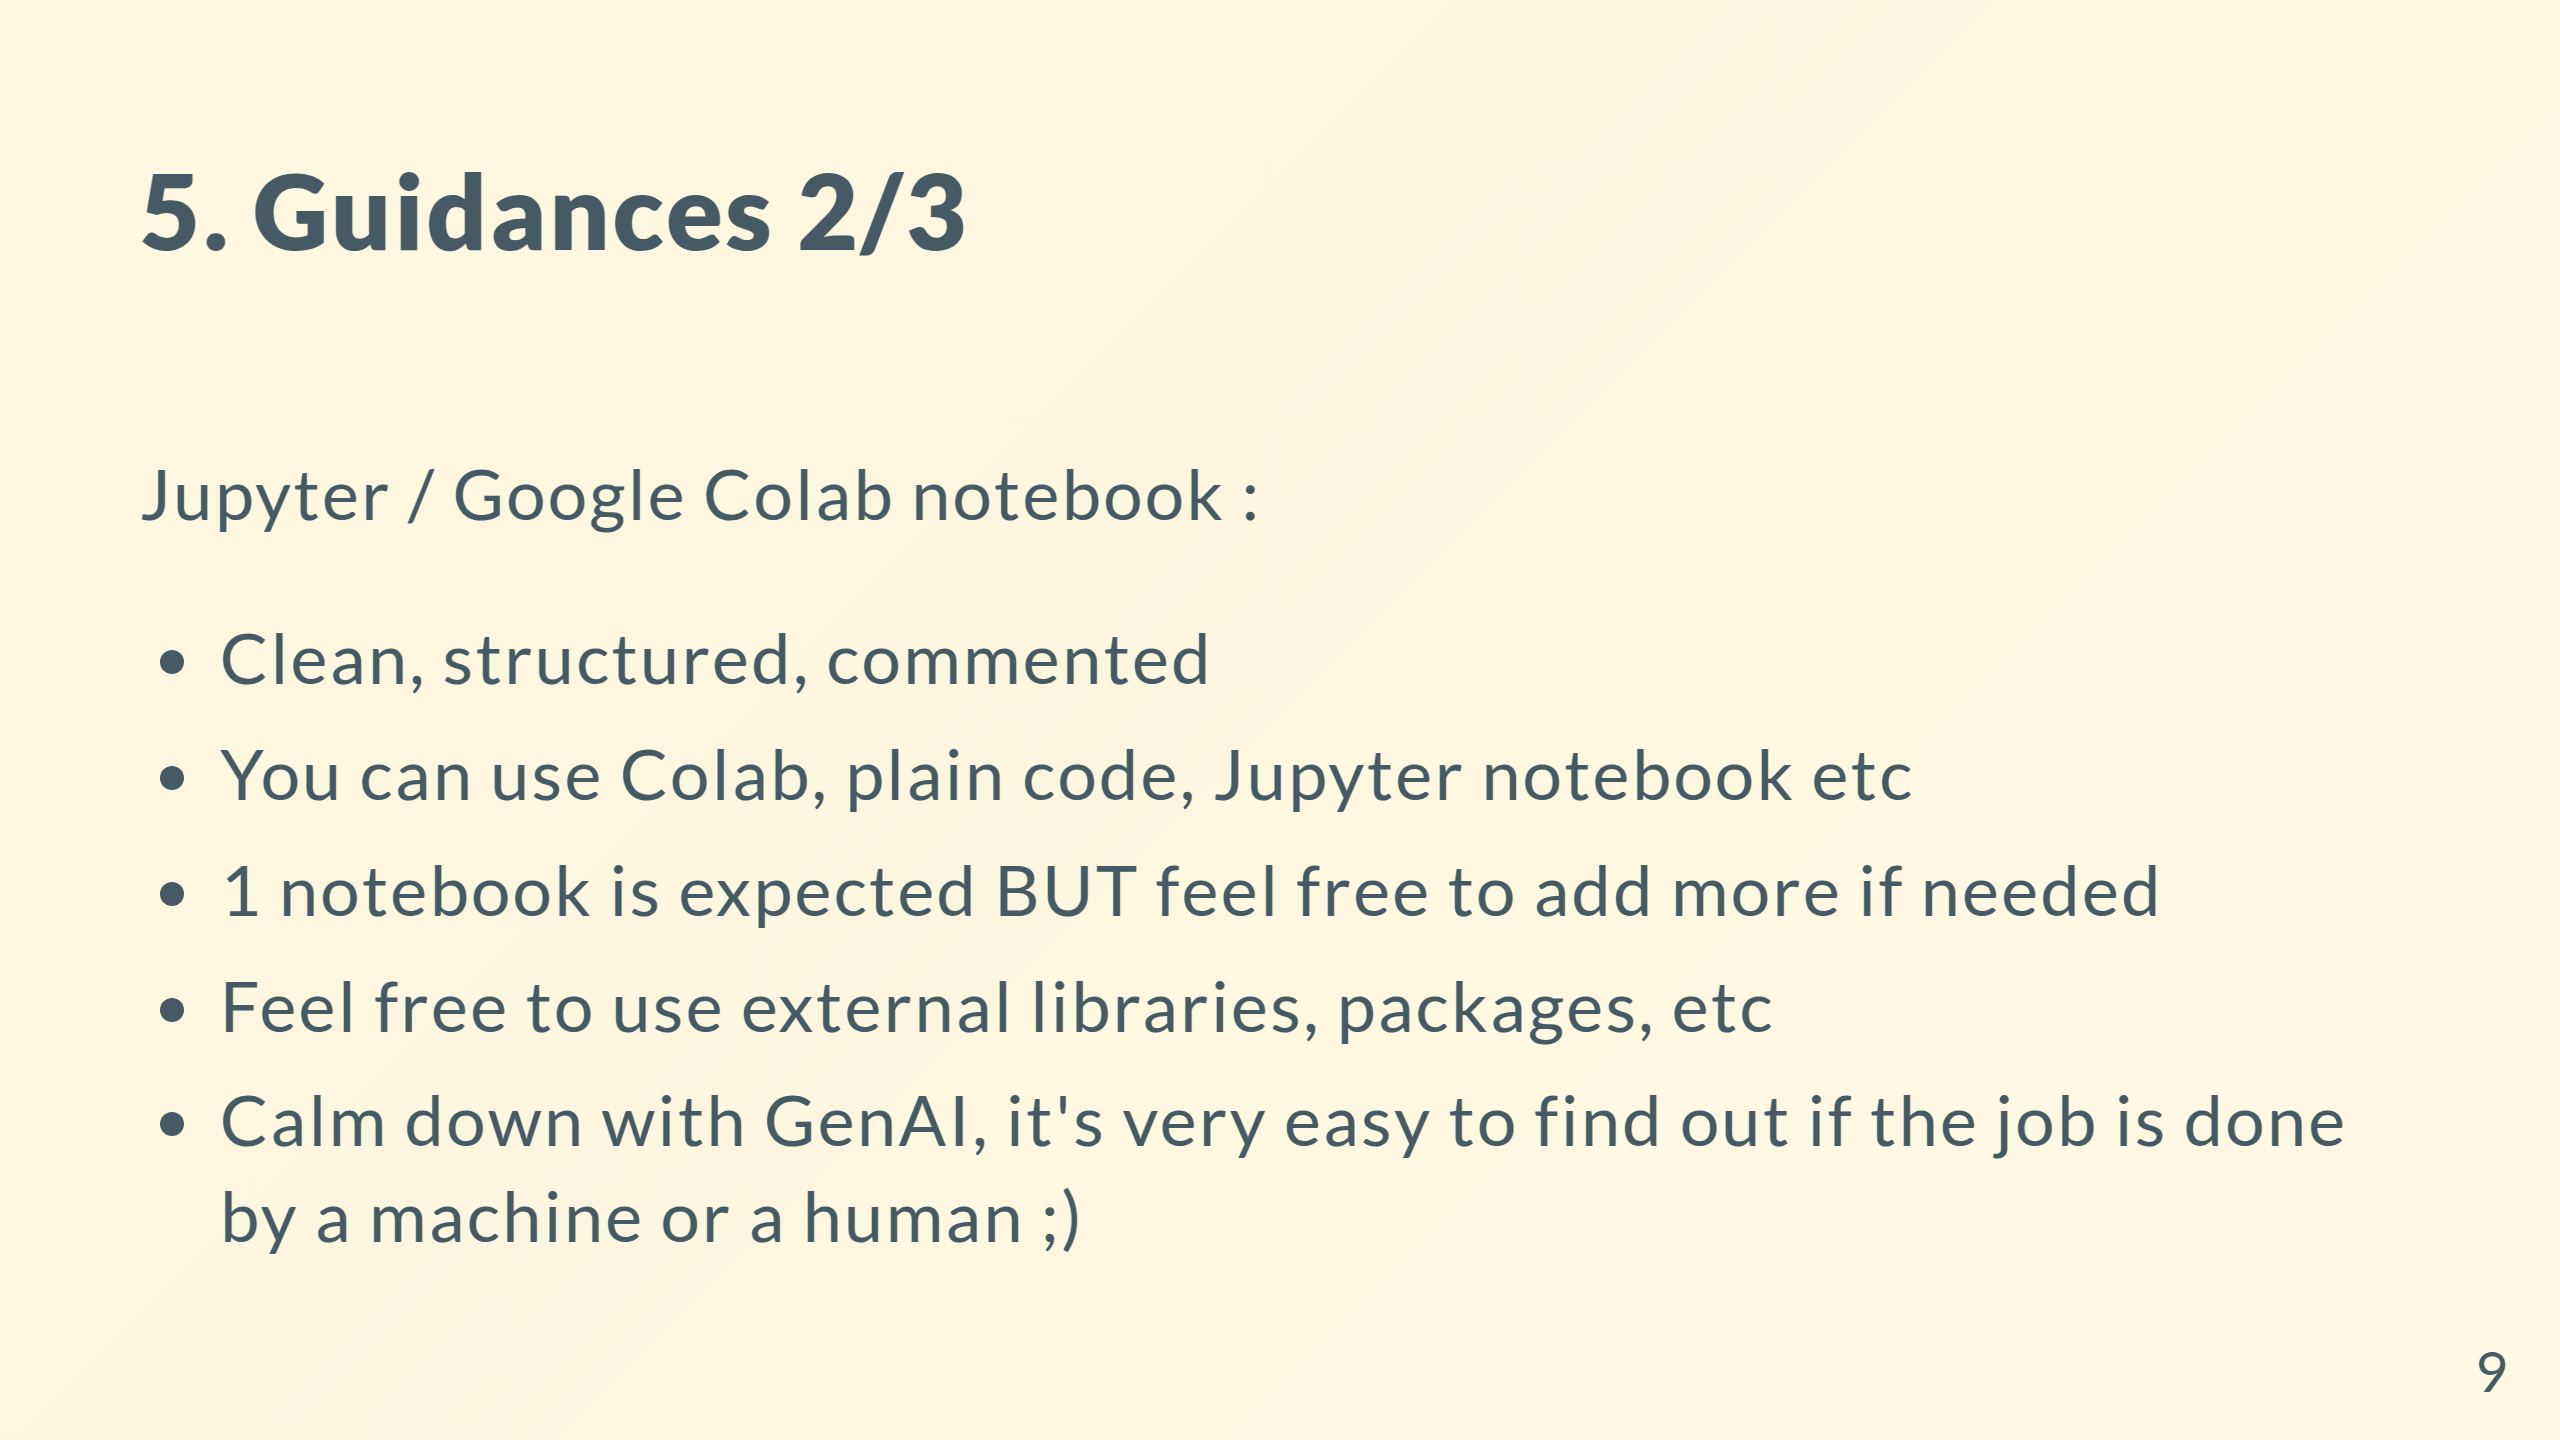 5. Guidances 2/3
Jupyter / Google Colab notebook :
• Clean, structured, commented
• You can use Colab, plain code, Jupyter notebook etc
• 1 notebook is expected BUT feel free to add more if needed
• Feel free to use external libraries, packages, etc
• Calm down with GenAI, it's very easy to find out if the job is done
by a machine or a human ;)
9